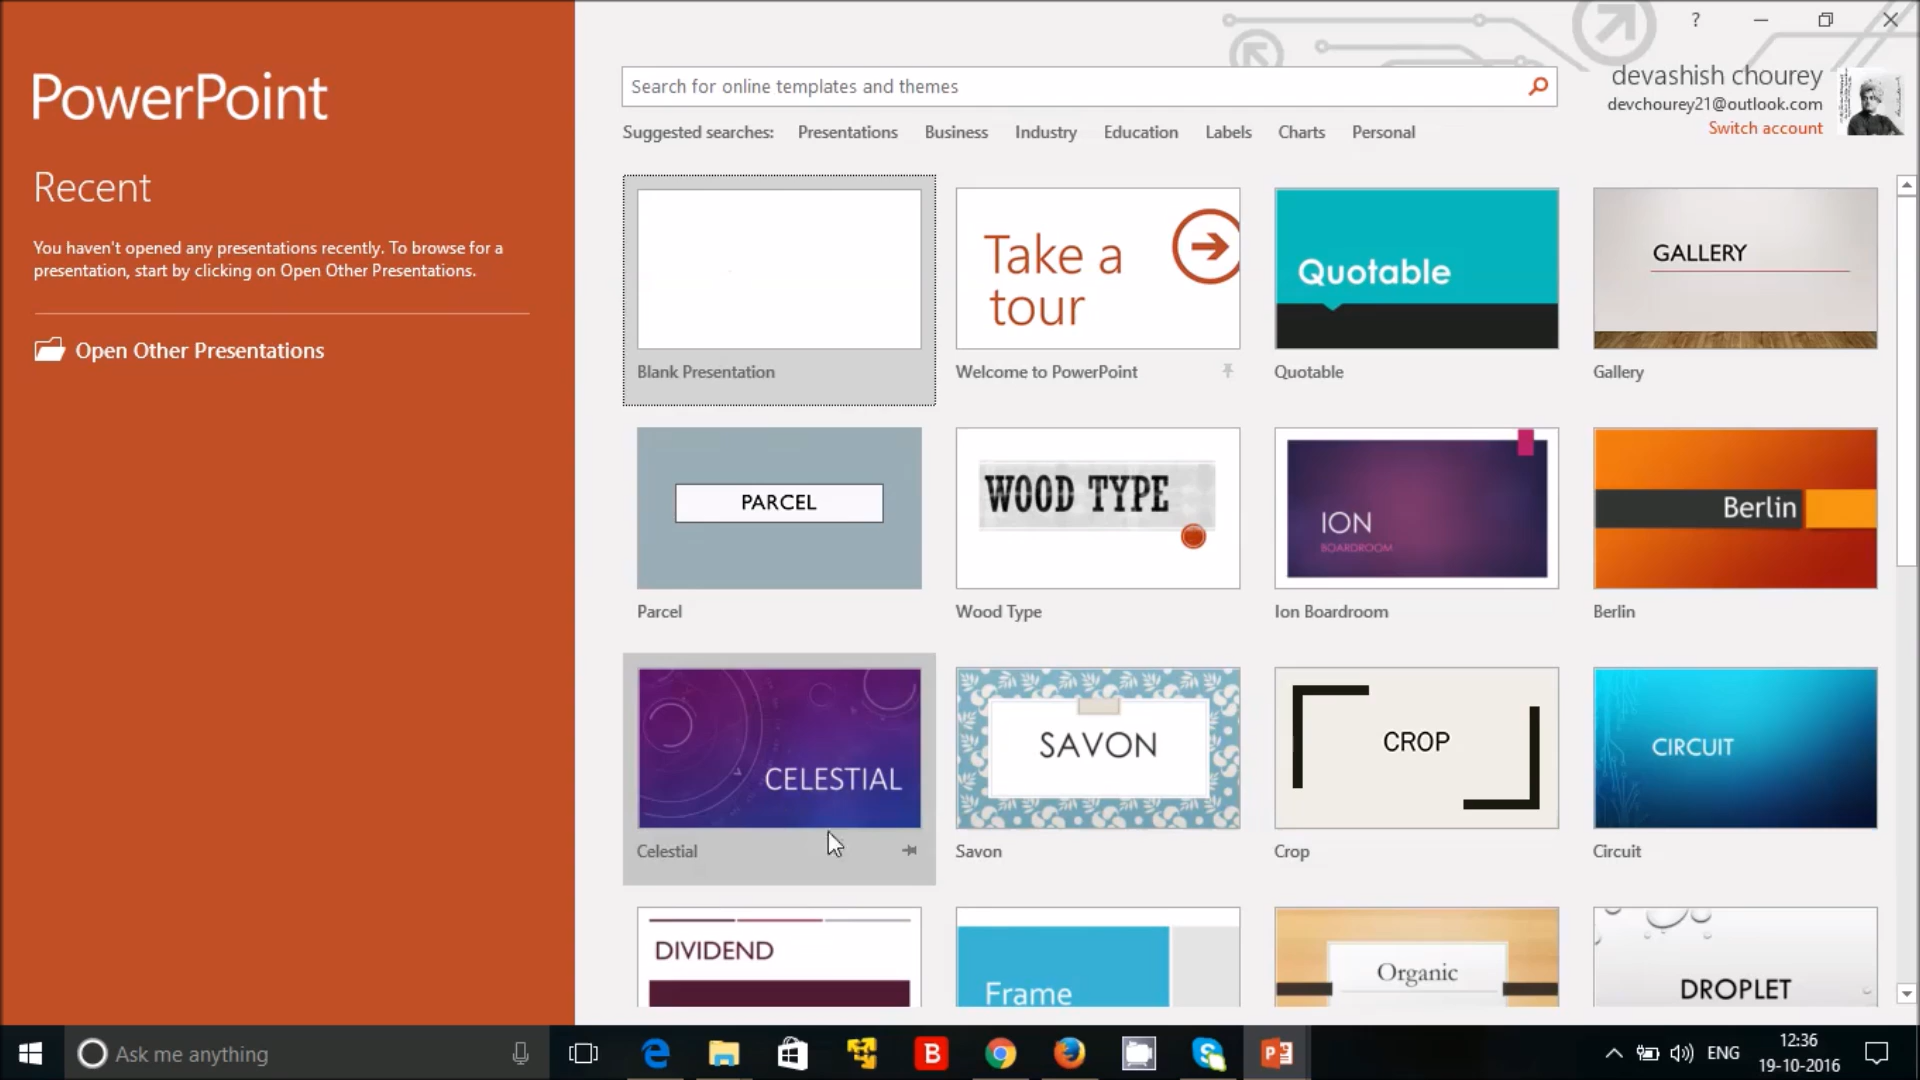 PowerPoint
Recent
You haven't opened any presentations recently. To browse for a
presentation, start by clicking on Open Other Presentations.
Open Other Presentations
?
Search for online templates and themes
devashish chourey
devchourey21@outlook.com
Switch account
Suggested searches: Presentations Business Industry Education Labels Charts Personal
Take a
tour
Quotable
GALLERY
Blank Presentation
Welcome to PowerPoint
Quotable
Gallery
PARCEL
WOOD TYPE
ION
BOARDROOM
Berlin
Parcel
Wood Type
Ion Boardroom
Berlin
CELESTIAL
SAVON
CROP
CIRCUIT
Celestial
Savon
Crop
Circuit
DIVIDEND
Frame
Organic
DROPLET
Ask me anything
B
ENG
12:36
19-10-2016